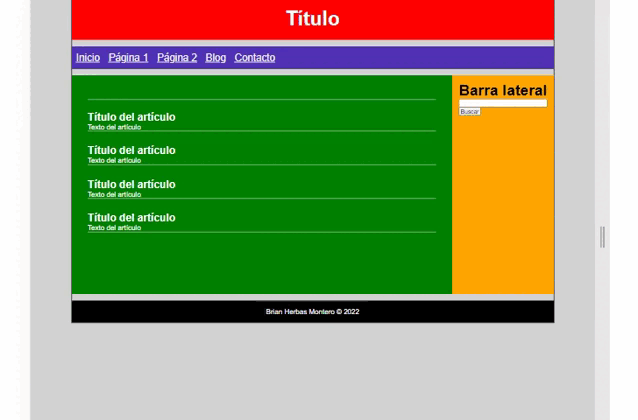 Título
Inicio Página 1 Página 2 Blog Contacto
Título del artículo
Texto del artículo
Título del artículo
Texto del artículo
Título del artículo
Texto del artículo
Título del artículo
Texto del artículo
Barra lateral
Buscar
Brian Herbas Montero © 2022